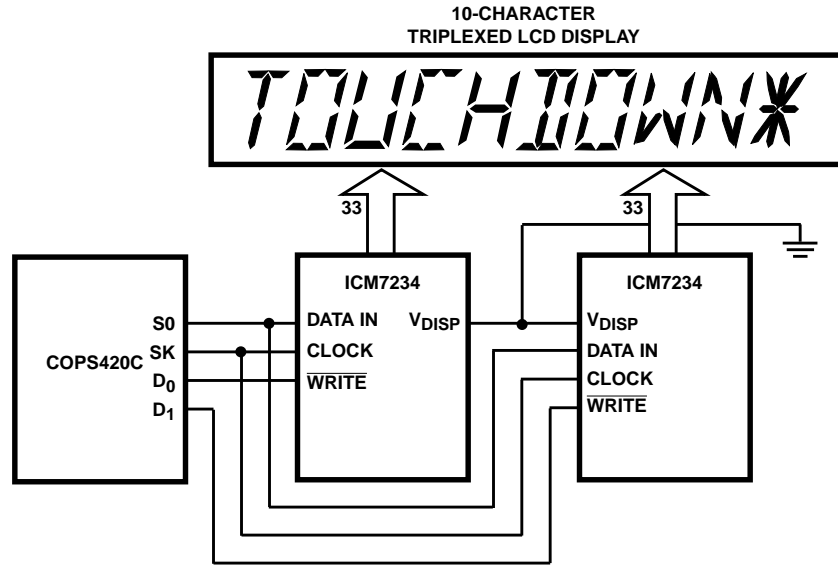 10-CHARACTER
TRIPLEXED LCD DISPLAY
TOUCHDOWN*
33
33
COPS420C
S0
SK
D0
D1
ICM7234
DATA IN
CLOCK
WRITE
VDISP
ICM7234
VDISP
DATA IN
CLOCK
WRITE